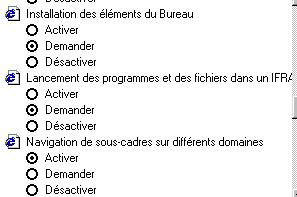 Désactiver
Installation des éléments du Bureau
Activer
Demander
Désactiver
Lancement des programmes et des fichiers dans un IFRA
Activer
Demander
Désactiver
Navigation de sous-cadres sur différents domaines
Activer
Demander
Désactiver